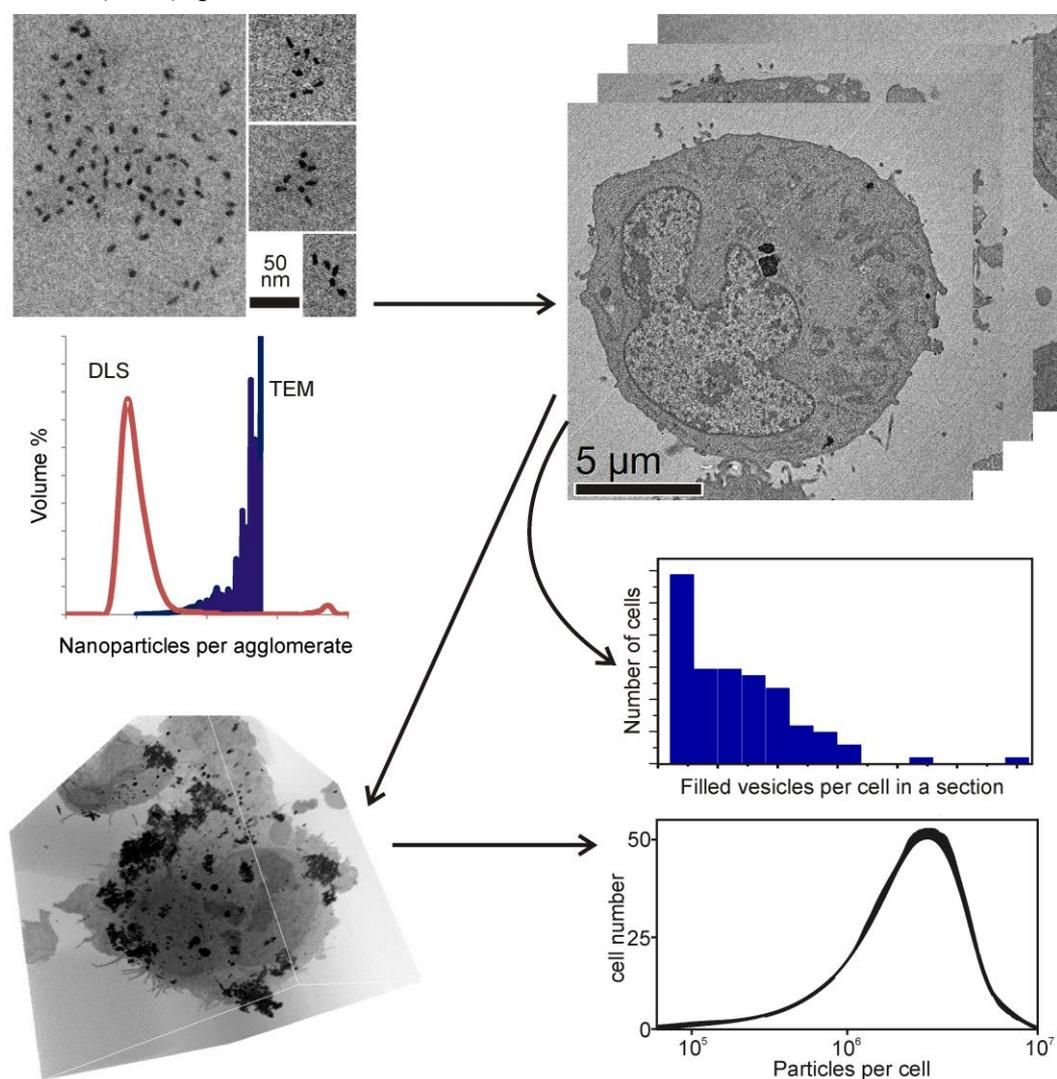 50
nm
DLS
TEM
Volume %
Nanoparticles per agglomerate
5 µm
Number of cells
Filled vesicles per cell in a section
50
25
0
cell number
10⁵
10⁶
10⁷
Particles per cell